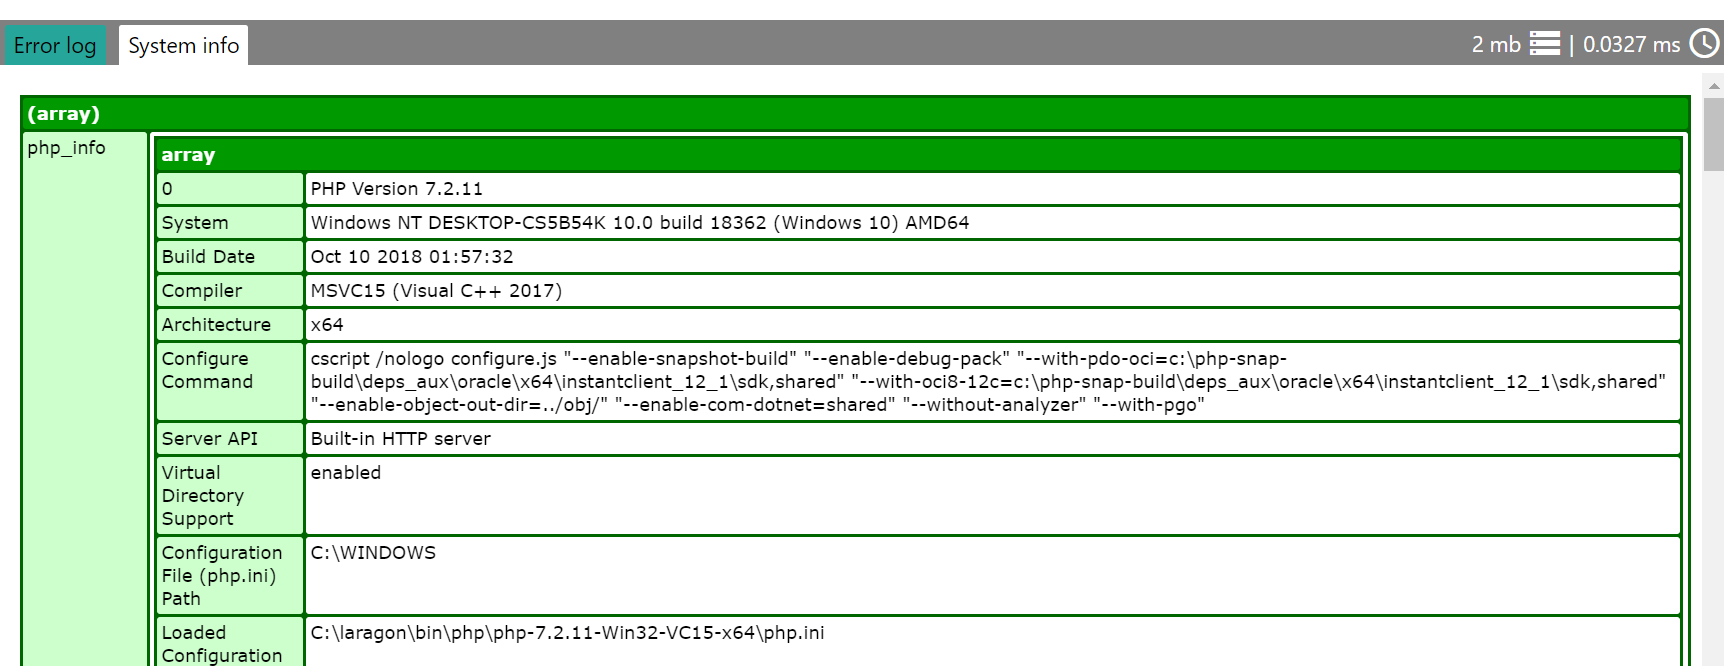 Error log
System info
2 mb | 0.0327 ms
(array)
php_info
array
0
PHP Version 7.2.11
System
Windows NT DESKTOP-CS5B54K 10.0 build 18362 (Windows 10) AMD64
Build Date
Oct 10 2018 01:57:32
Compiler
MSVC15 (Visual C++ 2017)
Architecture
x64
Configure
Command
cscript /nologo configure.js "--enable-snapshot-build" "--enable-debug-pack" "--with-pdo-oci=c:\php-snap-
build\deps_aux\oracle\x64\instantclient_12_1\sdk,shared" "--with-oci8-12c=c:\php-snap-build\deps_aux\oracle\x64\instantclient_12_1\sdk,shared"
"--enable-object-out-dir=../obj/" "--enable-com-dotnet=shared" "--without-analyzer" "--with-pgo"
Server API
Built-in HTTP server
Virtual
Directory
Support
enabled
Configuration
File (php.ini)
Path
C:\WINDOWS
Loaded
Configuration
C:\laragon\bin\php\php-7.2.11-Win32-VC15-x64\php.ini